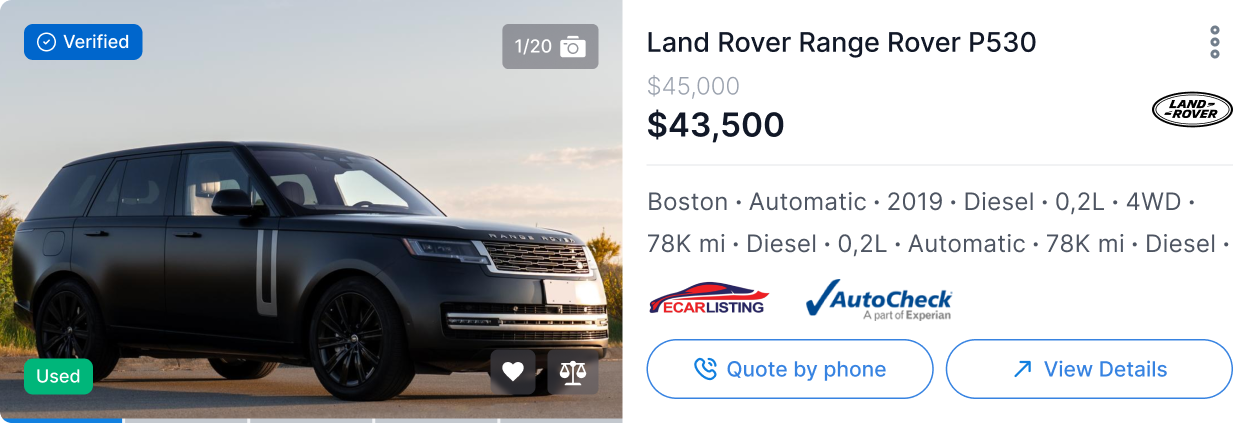 Verified
1/20
RANGE ROVER
Used
Land Rover Range Rover P530
$45,000
$43,500
LAND-
-ROVER
Boston · Automatic · 2019 · Diesel · 0,2L · 4WD ·
78K mi · Diesel · 0,2L · Automatic · 78K mi · Diesel ·
ECARLISTING
AutoCheck
A part of Experian
Quote by phone
View Details